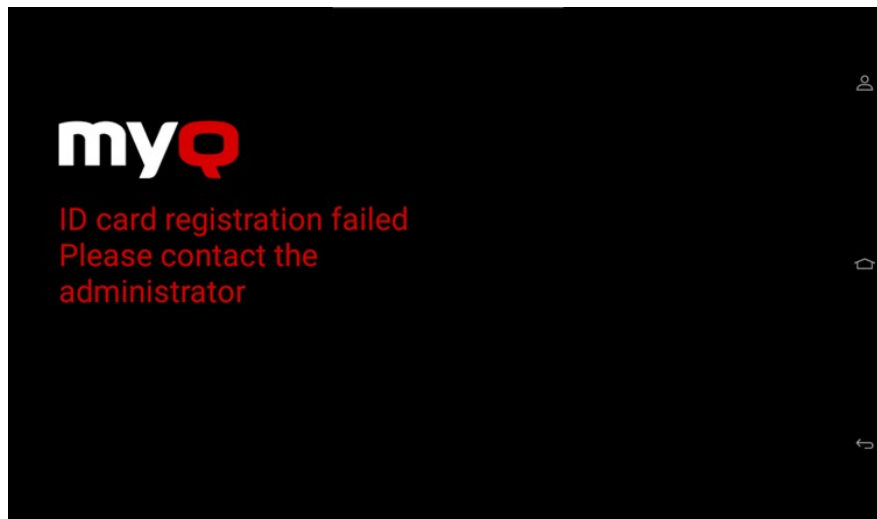 myQ
ID card registration failed
Please contact the
administrator